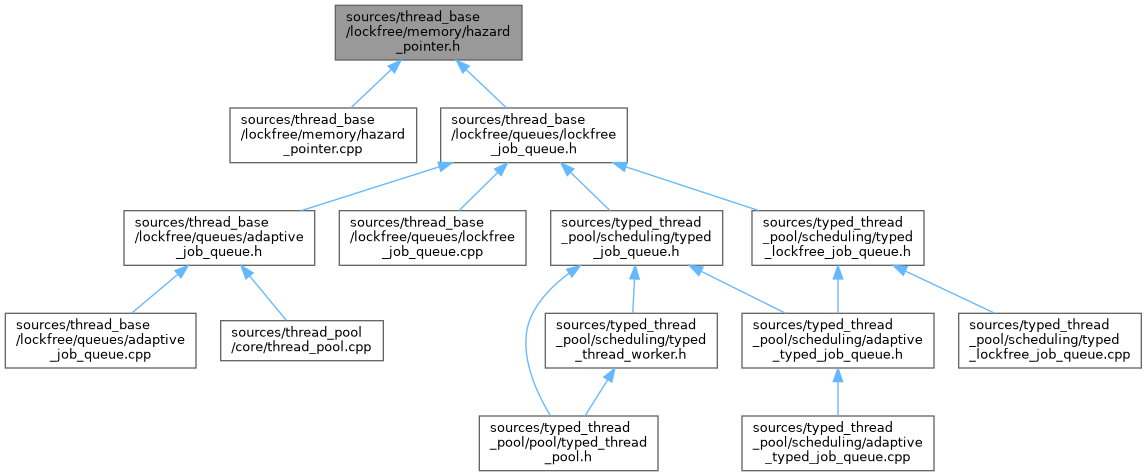 sources/thread_base
/lockfree/memory/hazard
_pointer.h
sources/thread_base
/lockfree/memory/hazard
_pointer.cpp
sources/thread_base
/lockfree/queues/lockfree
_job_queue.h
sources/thread_base
/lockfree/queues/adaptive
_job_queue.h
sources/thread_base
/lockfree/queues/lockfree
_job_queue.cpp
sources/typed_thread
_pool/scheduling/typed
_job_queue.h
sources/typed_thread
_pool/scheduling/typed
_lockfree_job_queue.h
sources/thread_base
/lockfree/queues/adaptive
_job_queue.cpp
sources/thread_pool
/core/thread_pool.cpp
sources/typed_thread
_pool/scheduling/typed
_thread_worker.h
sources/typed_thread
_pool/scheduling/adaptive
_typed_job_queue.h
sources/typed_thread
_pool/scheduling/typed
_lockfree_job_queue.cpp
sources/typed_thread
_pool/pool/typed_thread
_pool.h
sources/typed_thread
_pool/scheduling/adaptive
_typed_job_queue.cpp